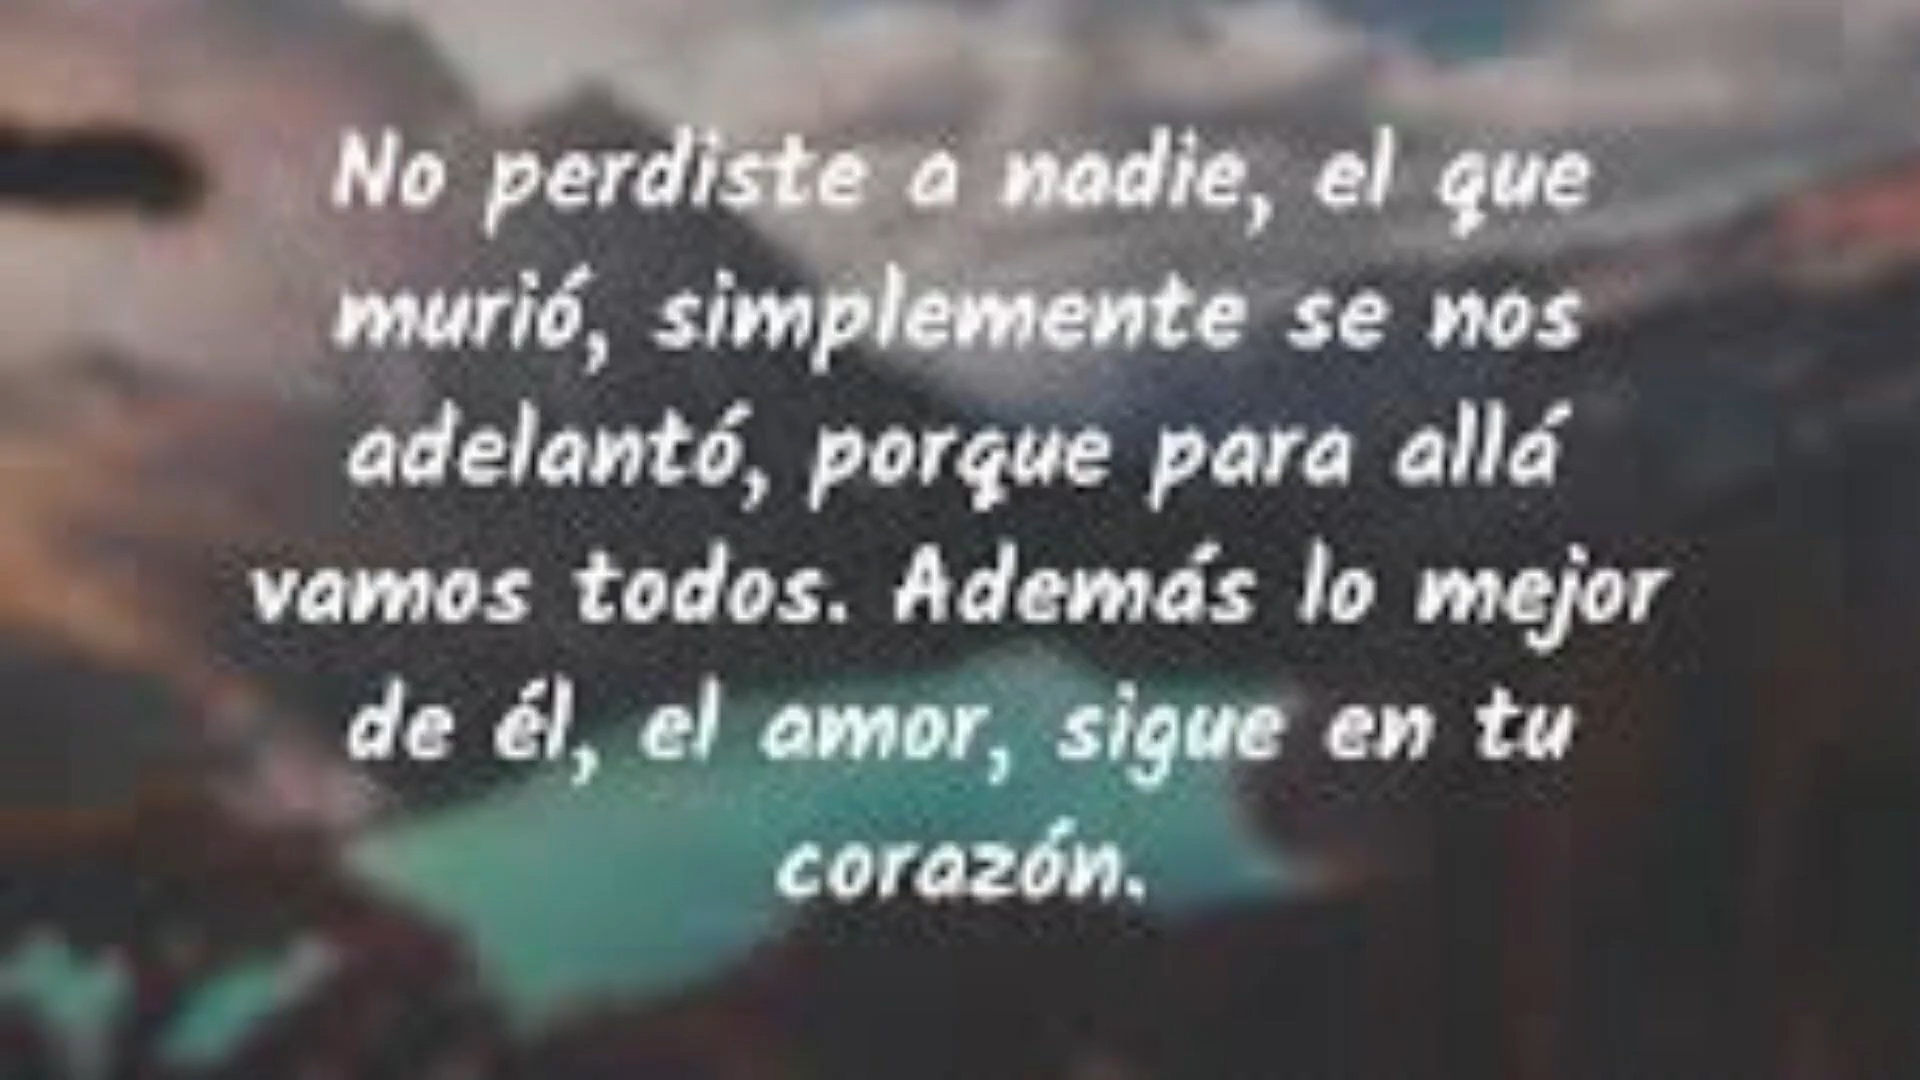 No perdiste a nadie, el que
murió, simplemente se nos
adelantó, porque para allá
vamos todos. Además lo mejor
de él, el amor, sigue en tu
corazón.